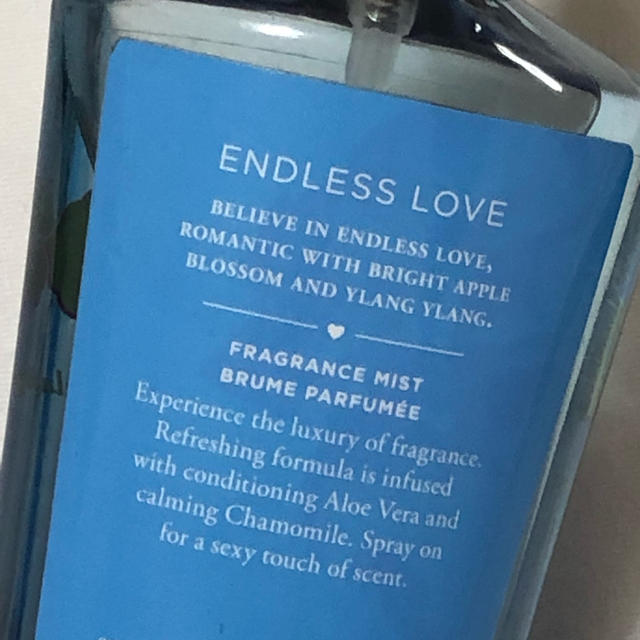 ENDLESS LOVE
BELIEVE IN ENDLESS LOVE,
ROMANTIC WITH BRIGHT APPLE
BLOSSOM AND YLANG YLANG.
FRAGRANCE MIST
BRUME PARFUMÉE
Experience the luxury of fragrance.
Refreshing formula is infused
with conditioning Aloe Vera and
calming Chamomile. Spray on
for a sexy touch of scent.